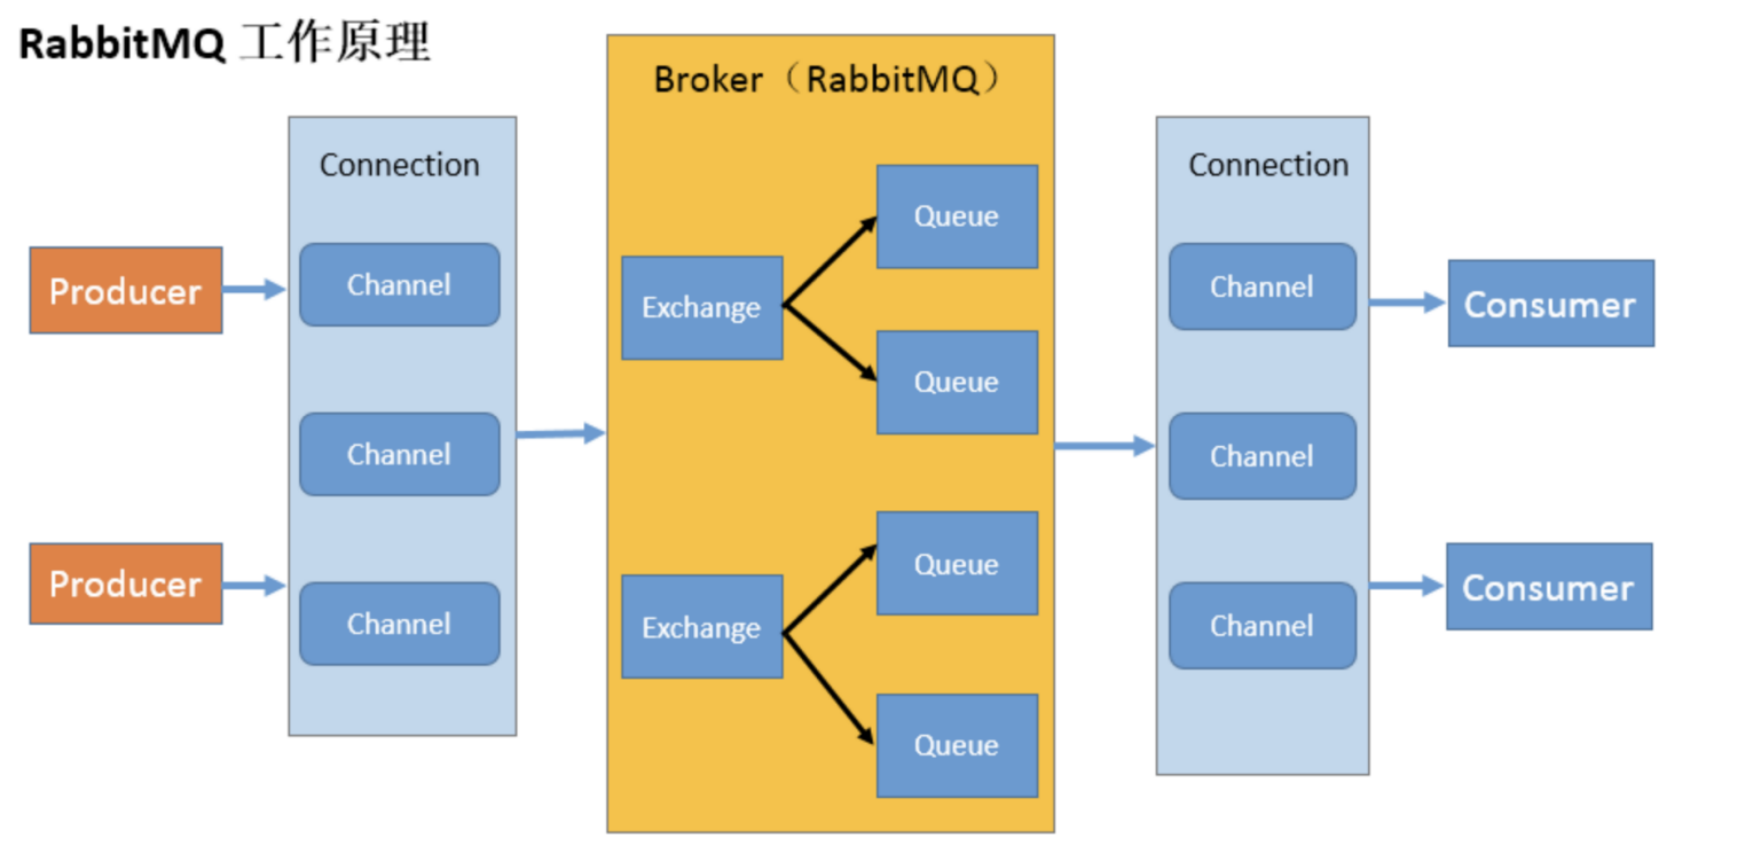 RabbitMQ 工作原理
Producer
Producer
Connection
Channel
Channel
Channel
Broker（RabbitMQ）
Exchange
Queue
Queue
Exchange
Queue
Queue
Connection
Channel
Channel
Channel
Consumer
Consumer